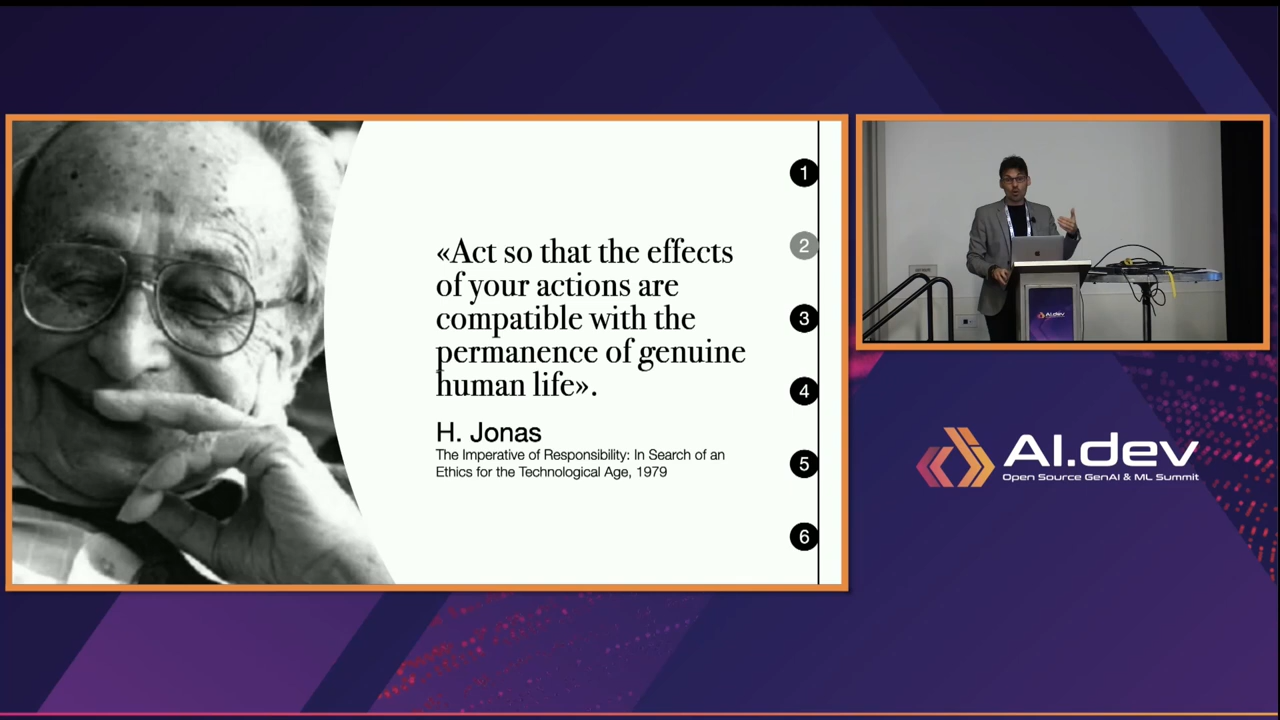 «Act so that the effects
of your actions are
compatible with the
permanence of genuine
human life».
H. Jonas
The Imperative of Responsibility: In Search of an
Ethics for the Technological Age, 1979
1
2
3
4
5
6
AI.dev
AI.dev
Open Source GenAI & ML Summit